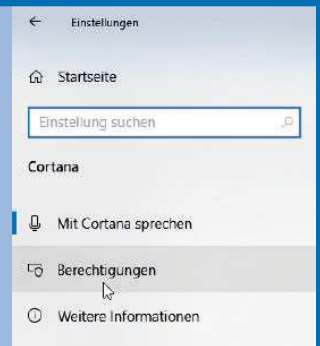 Einstellungen
Startseite
Einstellung suchen
Cortana
Mit Cortana sprechen
Berechtigungen
Weitere Informationen